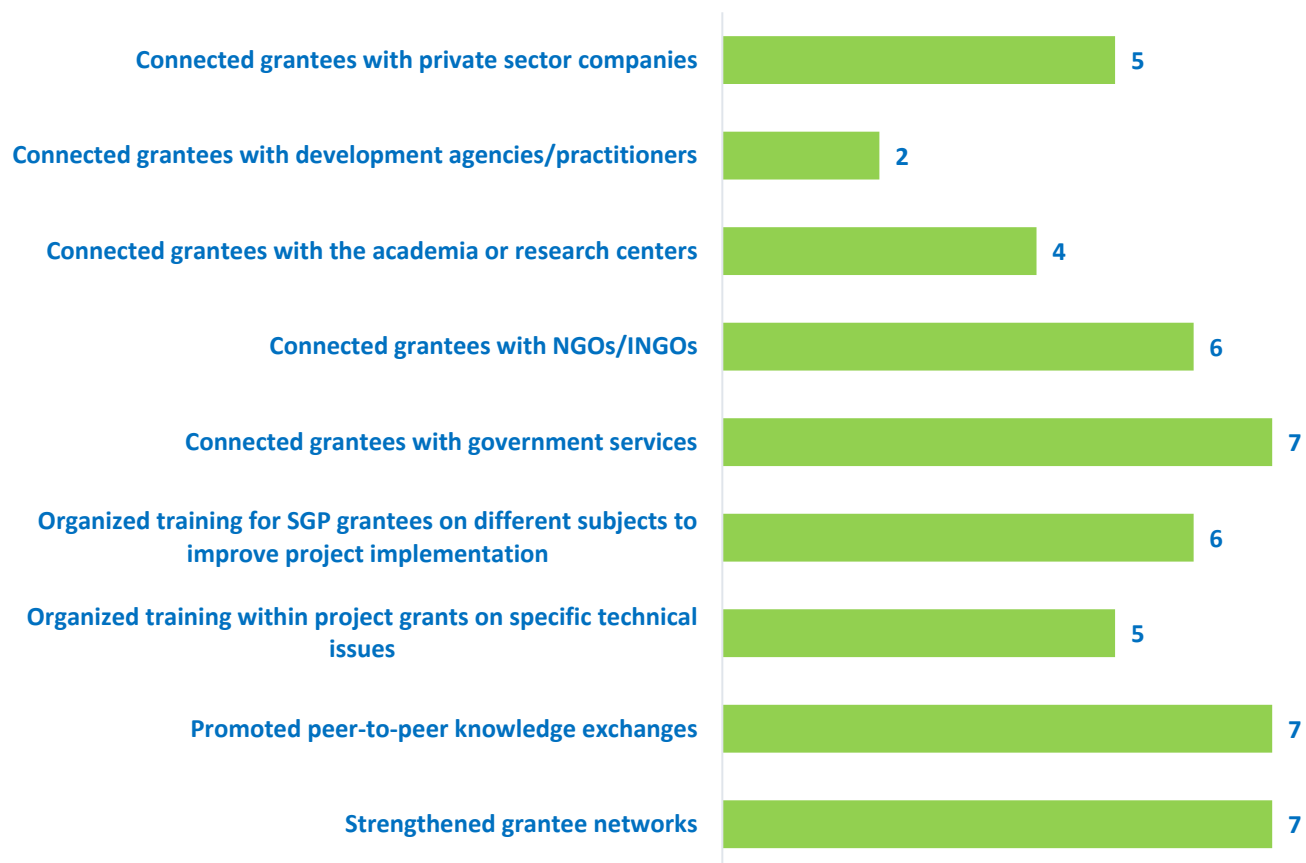 Connected grantees with private sector companies
5
Connected grantees with development agencies/practitioners
2
Connected grantees with the academia or research centers
4
Connected grantees with NGOs/INGOs
6
Connected grantees with government services
7
Organized training for SGP grantees on different subjects to
improve project implementation
6
Organized training within project grants on specific technical
issues
5
Promoted peer-to-peer knowledge exchanges
7
Strengthened grantee networks
7